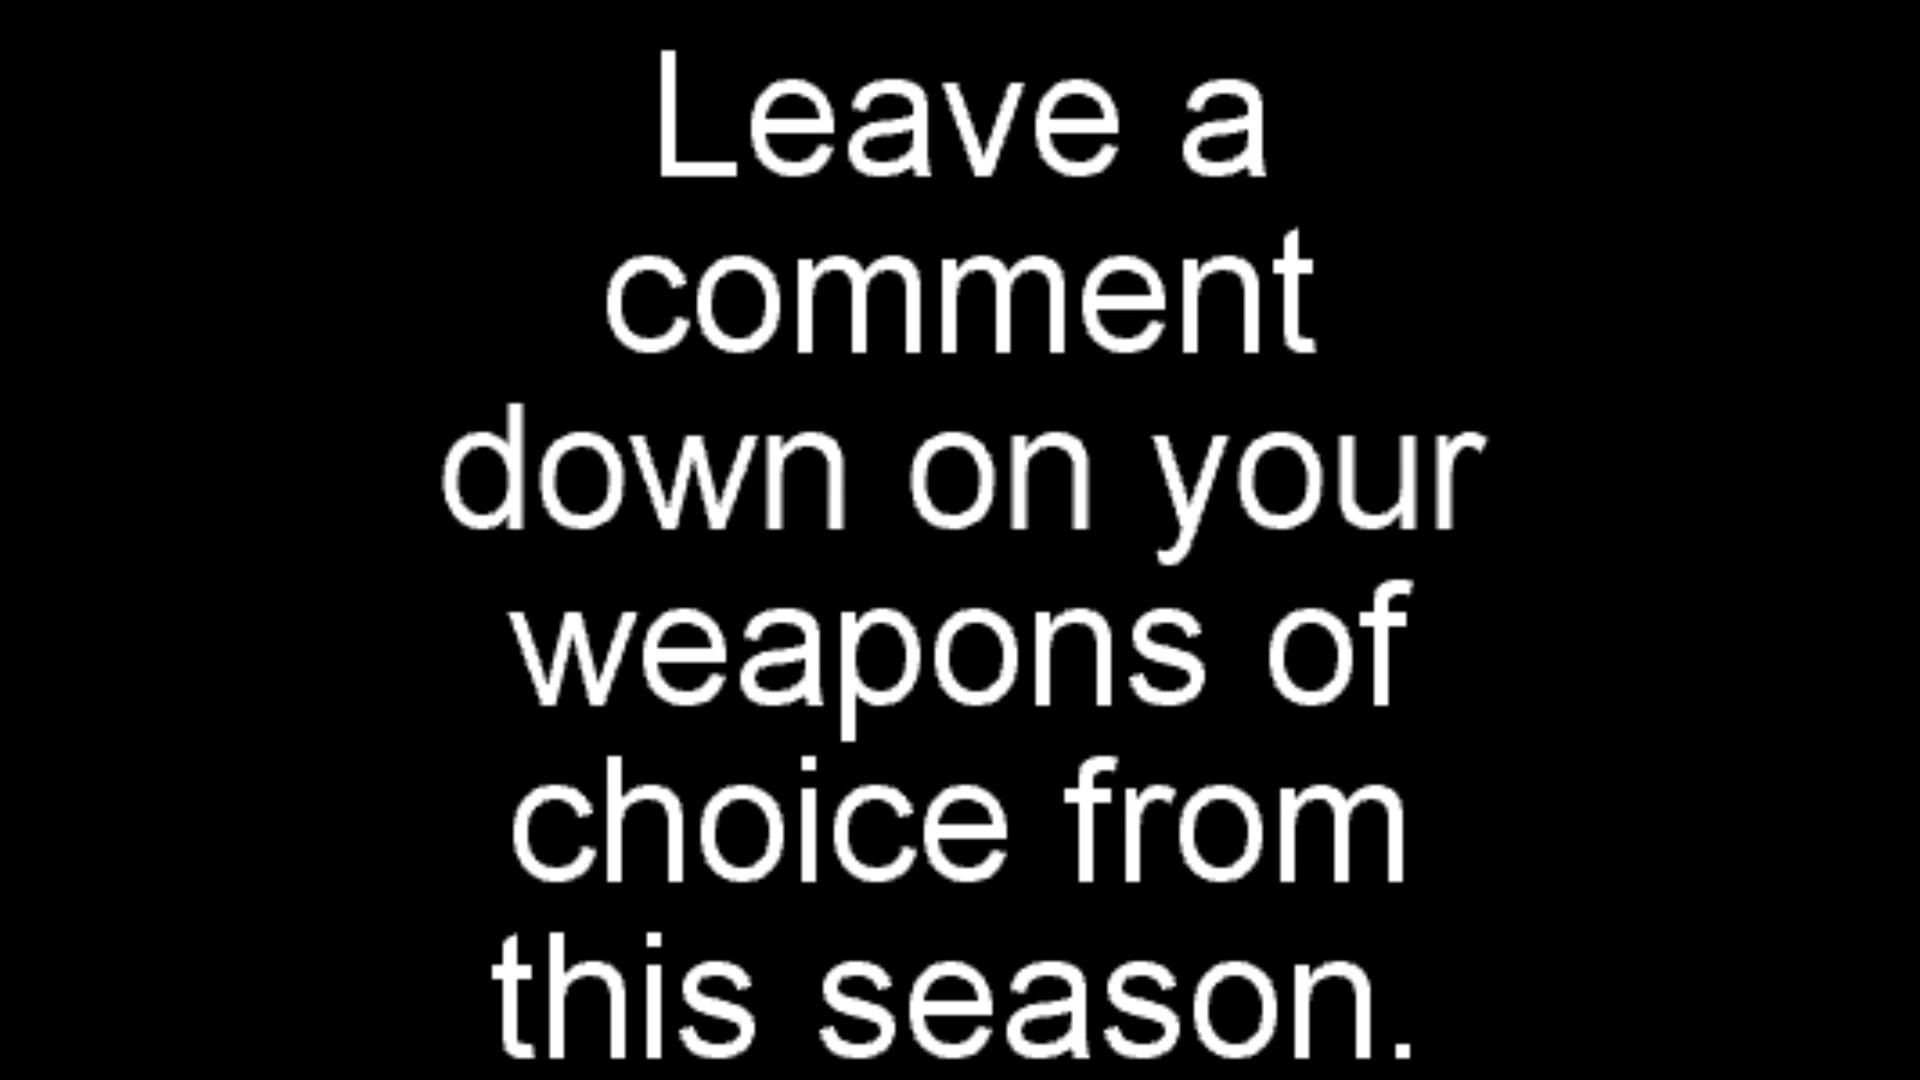 Leave a
comment
down on your
weapons of
choice from
this season.